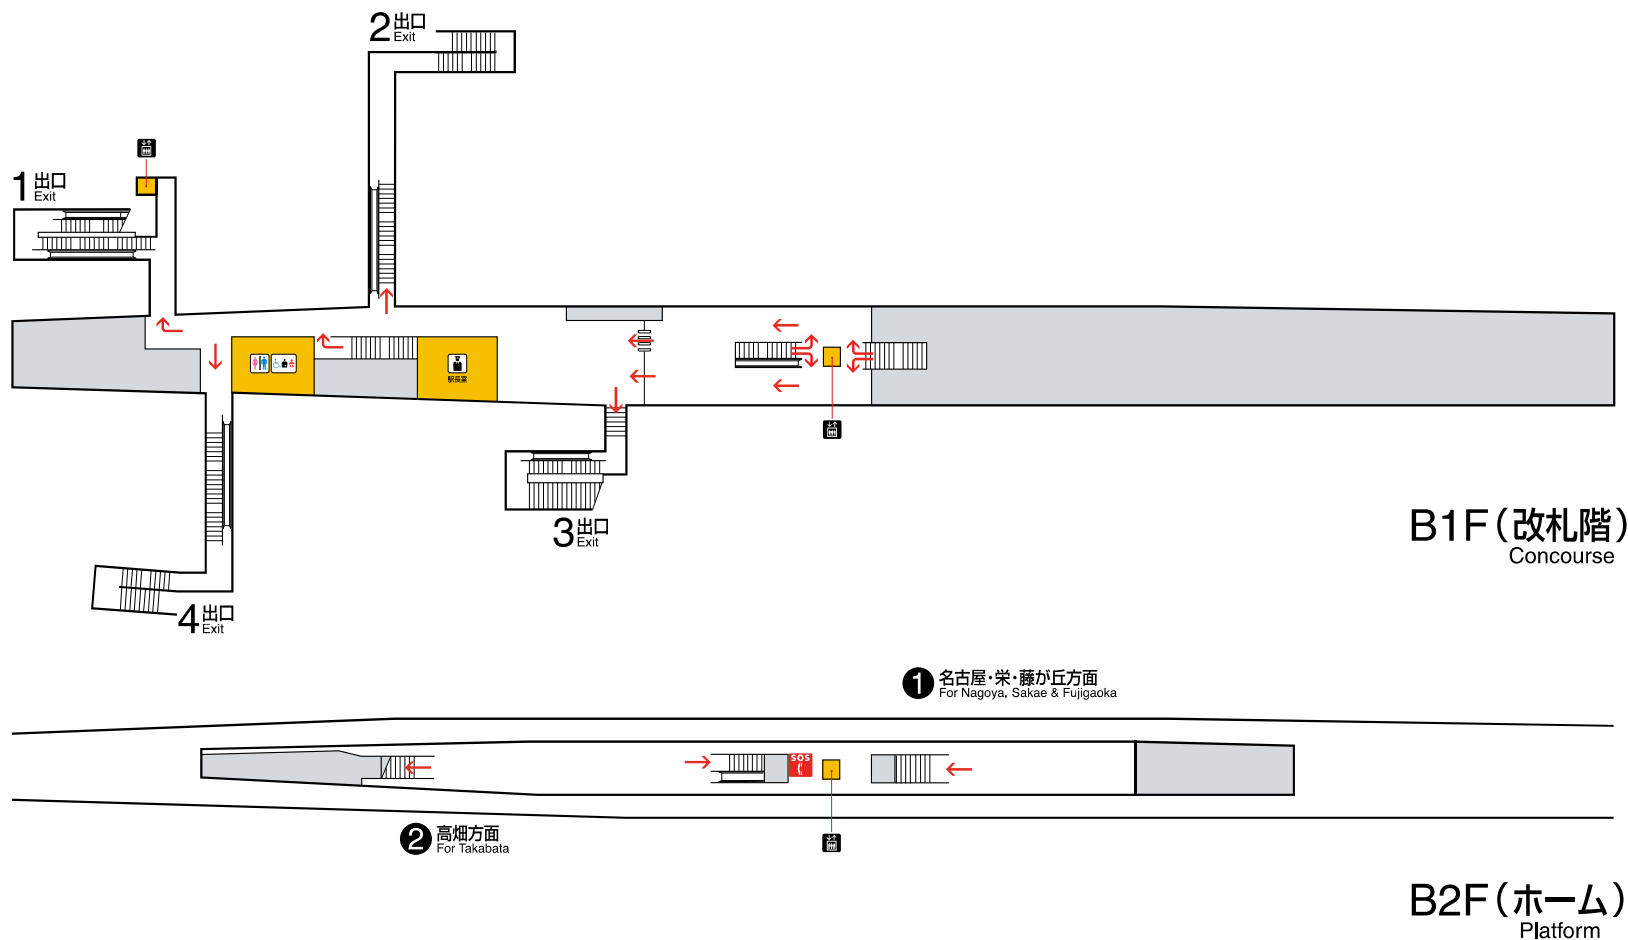 2 出口
Exit
1 出口
Exit
駅長室
3 出口
Exit
B1F(改札階)
Concourse
4 出口
Exit
1 名古屋・栄・藤が丘方面
For Nagoya, Sakae & Fujigaoka
SOS
2 高畑方面
For Takabata
B2F(ホーム)
Platform